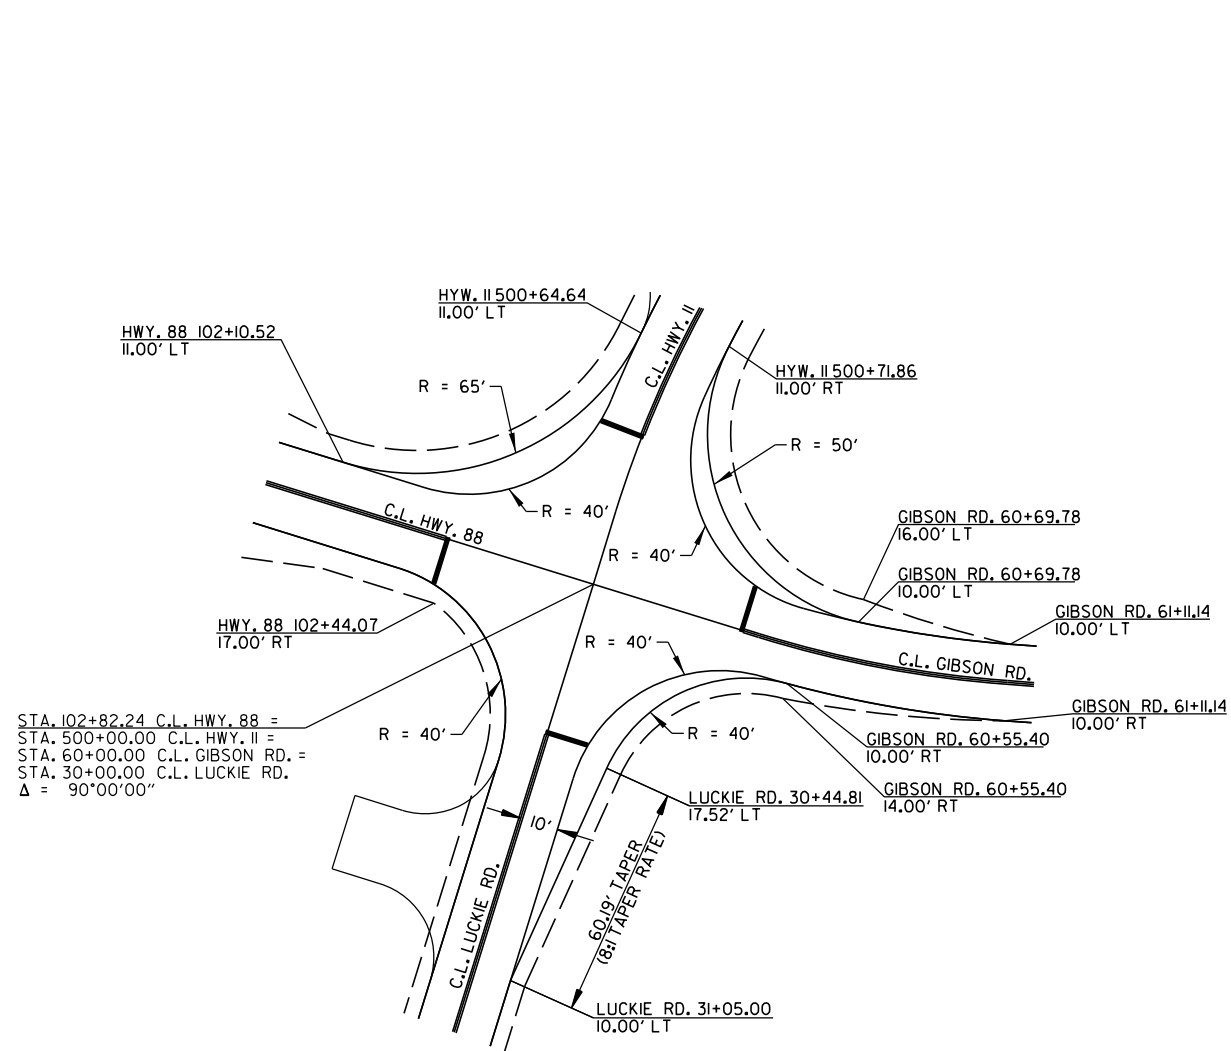 HYW. 11 500+64.64
11.00' LT
HWY. 88 102+10.52
11.00' LT
C.L. HWY. 11
HYW. 11 500+71.86
11.00' RT
R = 65'
R = 50'
R = 40'
C.L. HWY. 88
R = 40'
GIBSON RD. 60+69.78
16.00' LT
GIBSON RD. 60+69.78
10.00' LT
GIBSON RD. 61+11.14
10.00' LT
HWY. 88 102+44.07
17.00' RT
R = 40'
C.L. GIBSON RD.
GIBSON RD. 61+11.14
10.00' RT
STA. 102+82.24 C.L. HWY. 88 =
STA. 500+00.00 C.L. HWY. 11 =
STA. 60+00.00 C.L. GIBSON RD. =
STA. 30+00.00 C.L. LUCKIE RD.
Δ = 90°00'00"
R = 40'
R = 40'
GIBSON RD. 60+55.40
10.00' RT
GIBSON RD. 60+55.40
14.00' RT
LUCKIE RD. 30+44.81
17.52' LT
10'
60.19' TAPER
(8:1 TAPER RATE)
C.L. LUCKIE RD.
LUCKIE RD. 31+05.00
10.00' LT